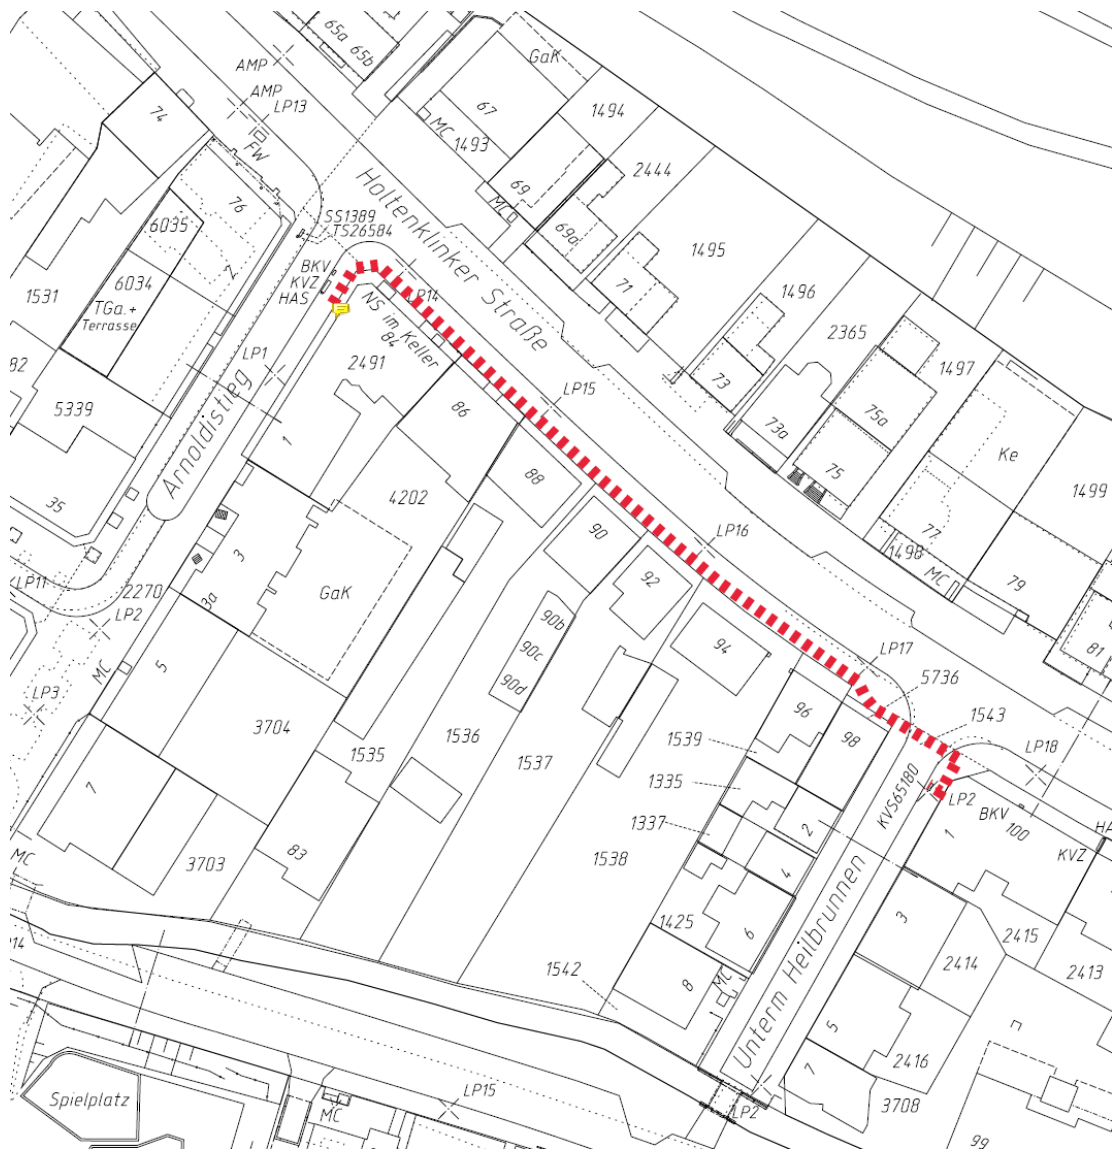 65a
65b
AMP
GaK
AMP
LP13
67
1494
74
MC
FW
1493
2444
69
Holtenklinker Straße
76
MC
6035
SS1389
TS26584
69a
1495
BKV
KVZ
HAS
6034
Z
71
1496
1531
TGa.+
Terrasse
LP14
NS im Keller
84
2365
82
LP1
2491
1497
73
LP15
5339
86
75a
1
73a
Arnoldistieg
Ke
88
75
35
4202
1499
90
77
LP16
3
1498
MC
LP11
2270
92
79
GaK
3a
LP2
90b
94
81
5
90c
LP17
MC
LP3
90d
5736
96
1543
3704
98
1536
1539
1535
1537
LP18
1335
KVS65180
7
LP2
BKV
100
1337
2
1
HA
KVZ
83
4
MC
3703
1538
3
1425
6
2415
Unterm Heilbrunnen
P14
2414
2413
1542
8
MC
5
2416
7
Spielplatz
LP15
MC
LP2
3708
99